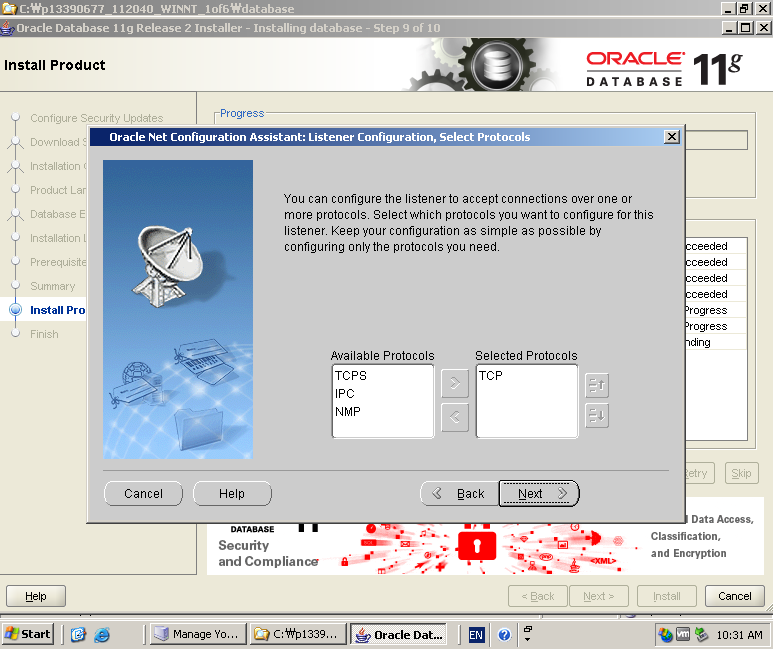 C:₩p13390677_112040_WINNT_1of6₩database
Oracle Database 11g Release 2 Installer - Installing database - Step 9 of 10
Install Product
ORACLE
DATABASE
11g
Configure Security Updates
Download S
Installation
Product Lan
Database E
Installation L
Prerequisite
Summary
Install Pro
Finish
Progress
Oracle Net Configuration Assistant: Listener Configuration, Select Protocols
You can configure the listener to accept connections over one or
more protocols. Select which protocols you want to configure for this
listener. Keep your configuration as simple as possible by
configuring only the protocols you need.
Available Protocols
TCPS
IPC
NMP
Selected Protocols
TCP
Cancel
Help
Back
Next
cceeded
cceeded
cceeded
cceeded
Progress
Progress
nding
etry
Skip
DATABASE
Security
and Compliance
<XML>
d Data Access,
Classification,
and Encryption
Help
< Back
Next >
Install
Cancel
Start
Manage Yo...
C:₩p1339...
Oracle Dat...
EN
10:31 AM